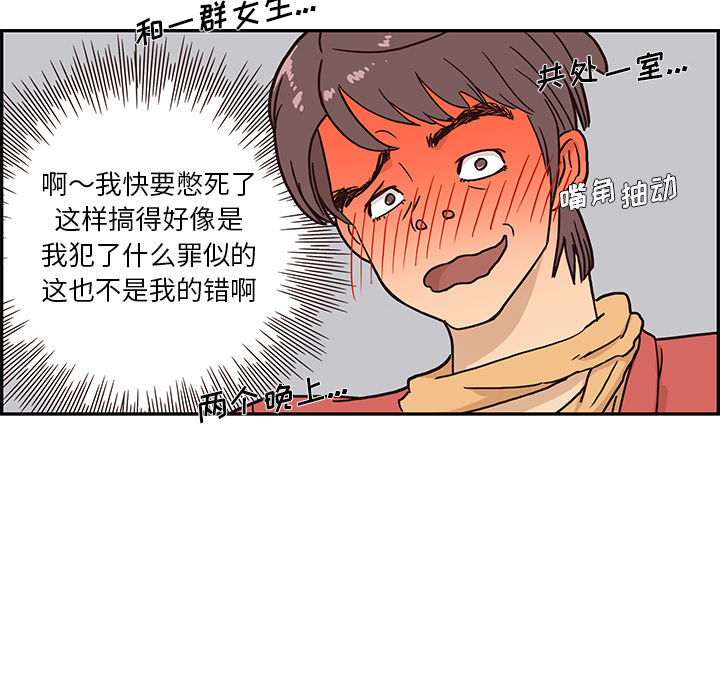 和一群女生...
共处一室...
啊～我快要憋死了
这样搞得好像是
我犯了什么罪似的
这也不是我的错啊
嘴角抽动
两个晚上...